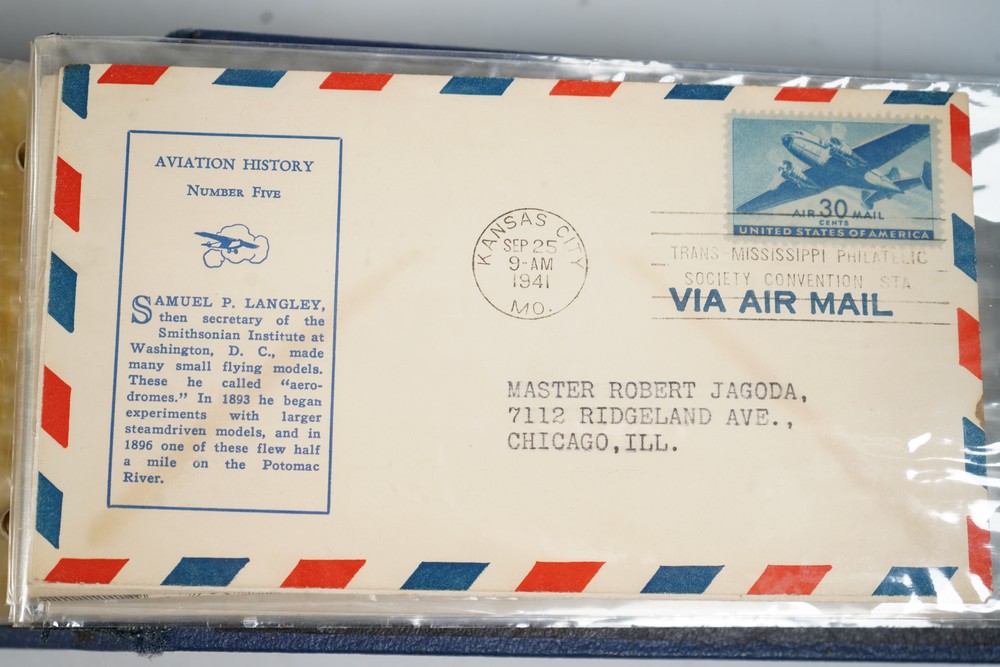 AVIATION HISTORY
NUMBER FIVE
SAMUEL P. LANGLEY,
then secretary of the
Smithsonian Institute at
Washington, D. C., made
many small flying models.
These he called "aero-
dromes." In 1893 he began
experiments with larger
steamdriven models, and in
1896 one of these flew half
a mile on the Potomac
River.
KANSAS CITY
SEP 25
9-AM
1941
MO.
AIR 30 MAIL
CENTS
UNITED STATES OF AMERICA
TRANS-MISSISSIPPI PHILATELIC
SOCIETY CONVENTION STA
VIA AIR MAIL
MASTER ROBERT JAGODA,
7112 RIDGELAND AVE.,
CHICAGO,ILL.